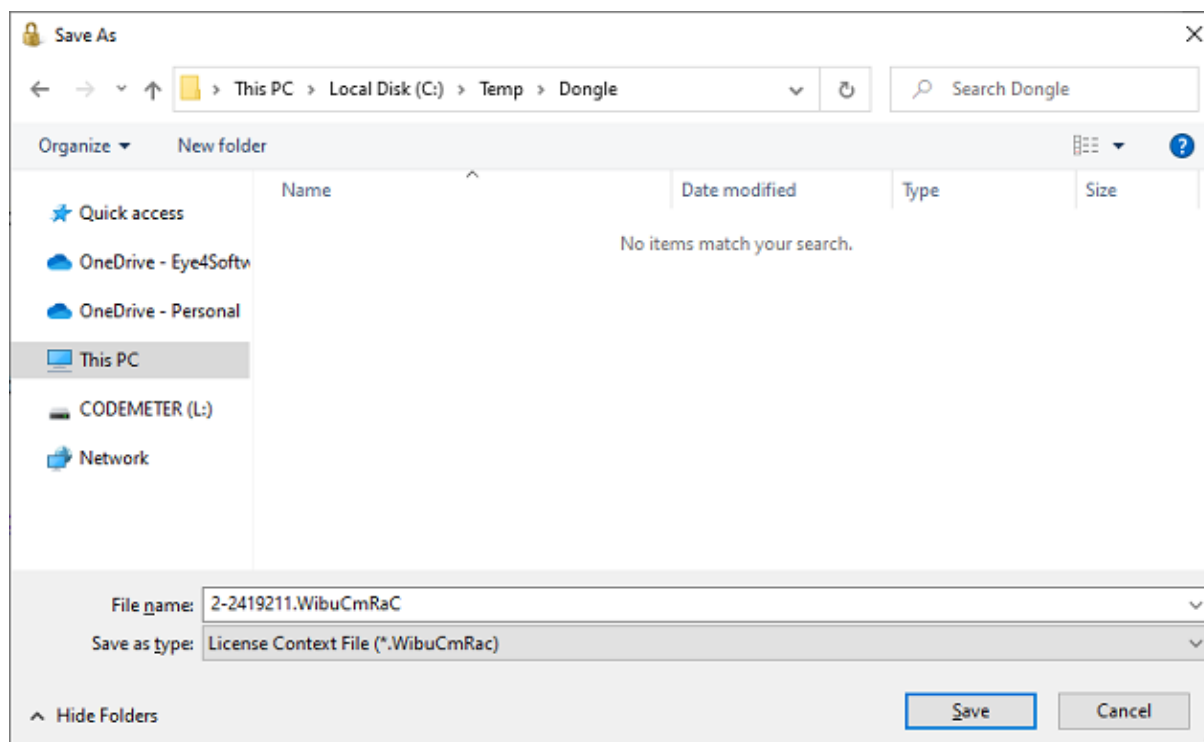 Save As
This PC > Local Disk (C:) > Temp > Dongle
Search Dongle
Organize
New folder
Name
Date modified
Type
Size
No items match your search.
Quick access
OneDrive - Eye4Softw
OneDrive - Personal
This PC
CODEMETER (L:)
Network
File name: 2-2419211.WibuCmRaC
Save as type: License Context File (*.WibuCmRac)
Hide Folders
Save
Cancel